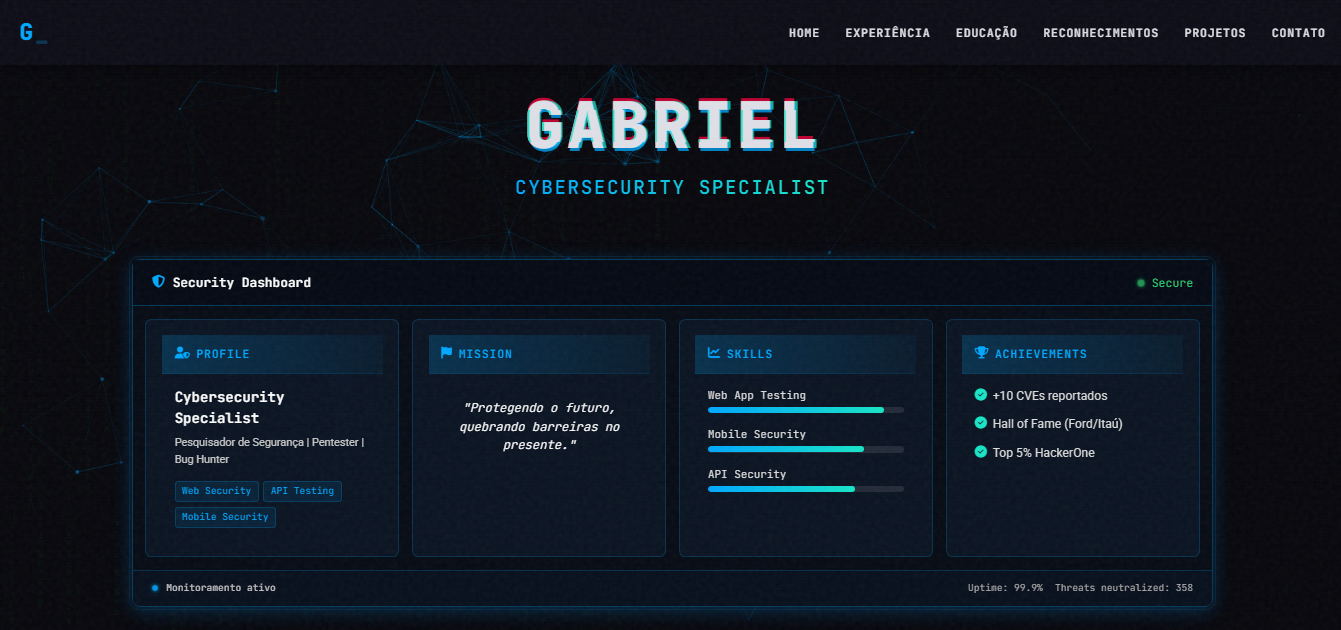 G_
HOME EXPERIÊNCIA EDUCAÇÃO RECONHECIMENTOS PROJETOS CONTATO
GABRIEL
CYBERSECURITY SPECIALIST
Security Dashboard
Secure
PROFILE
Cybersecurity
Specialist
Pesquisador de Segurança | Pentester |
Bug Hunter
Web Security API Testing
Mobile Security
MISSION
"Protegendo o futuro,
quebrando barreiras no
presente."
SKILLS
Web App Testing
Mobile Security
API Security
ACHIEVEMENTS
+10 CVEs reportados
Hall of Fame (Ford/Itaú)
Top 5% HackerOne
Monitoramento ativo
Uptime: 99.9% Threats neutralized: 358